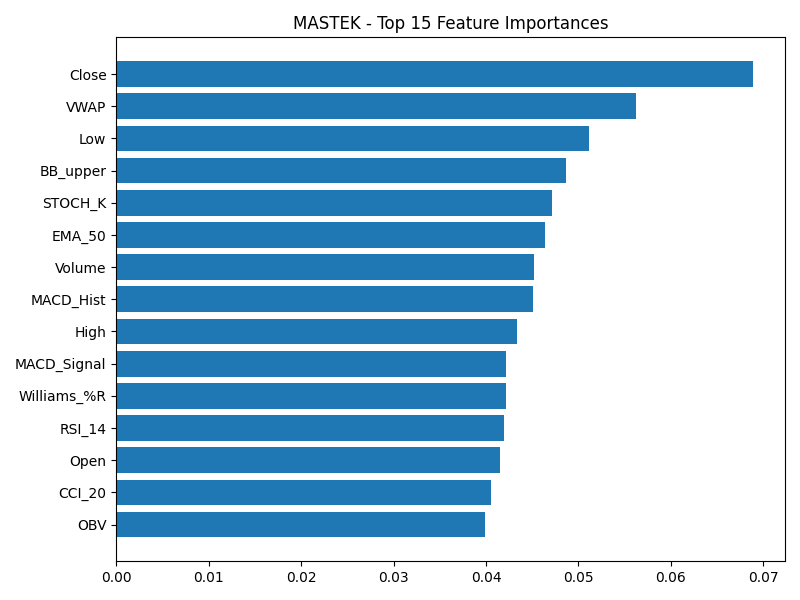 MASTEK - Top 15 Feature Importances
Close
VWAP
Low
BB_upper
STOCH_K
EMA_50
Volume
MACD_Hist
High
MACD_Signal
Williams_%R
RSI_14
Open
CCI_20
OBV
0.00 0.01 0.02 0.03 0.04 0.05 0.06 0.07